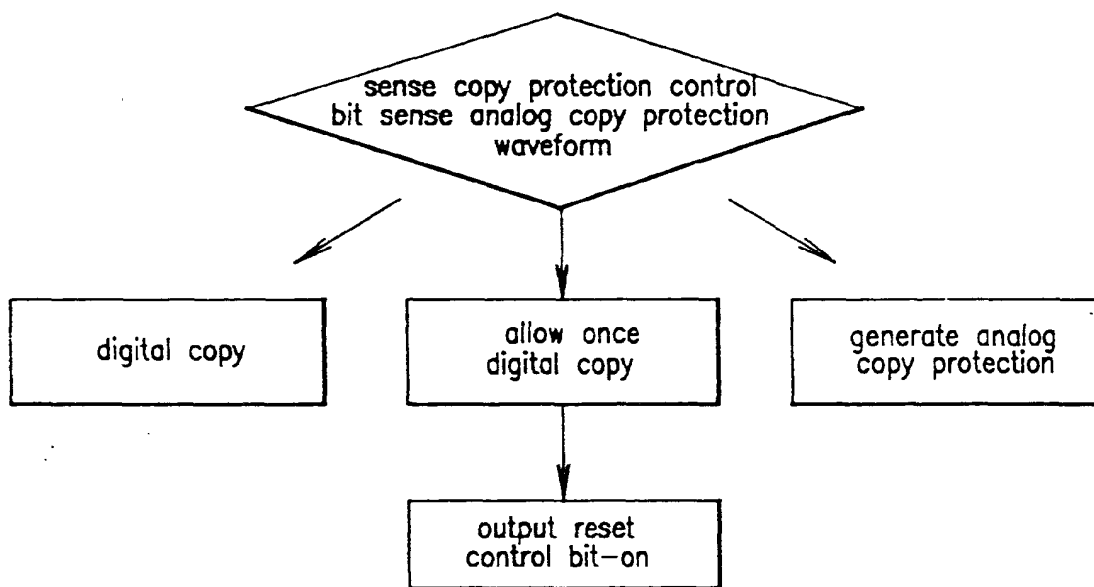 sense copy protection control
bit sense analog copy protection
waveform
digital copy
allow once
digital copy
generate analog
copy protection
output reset
control bit-on